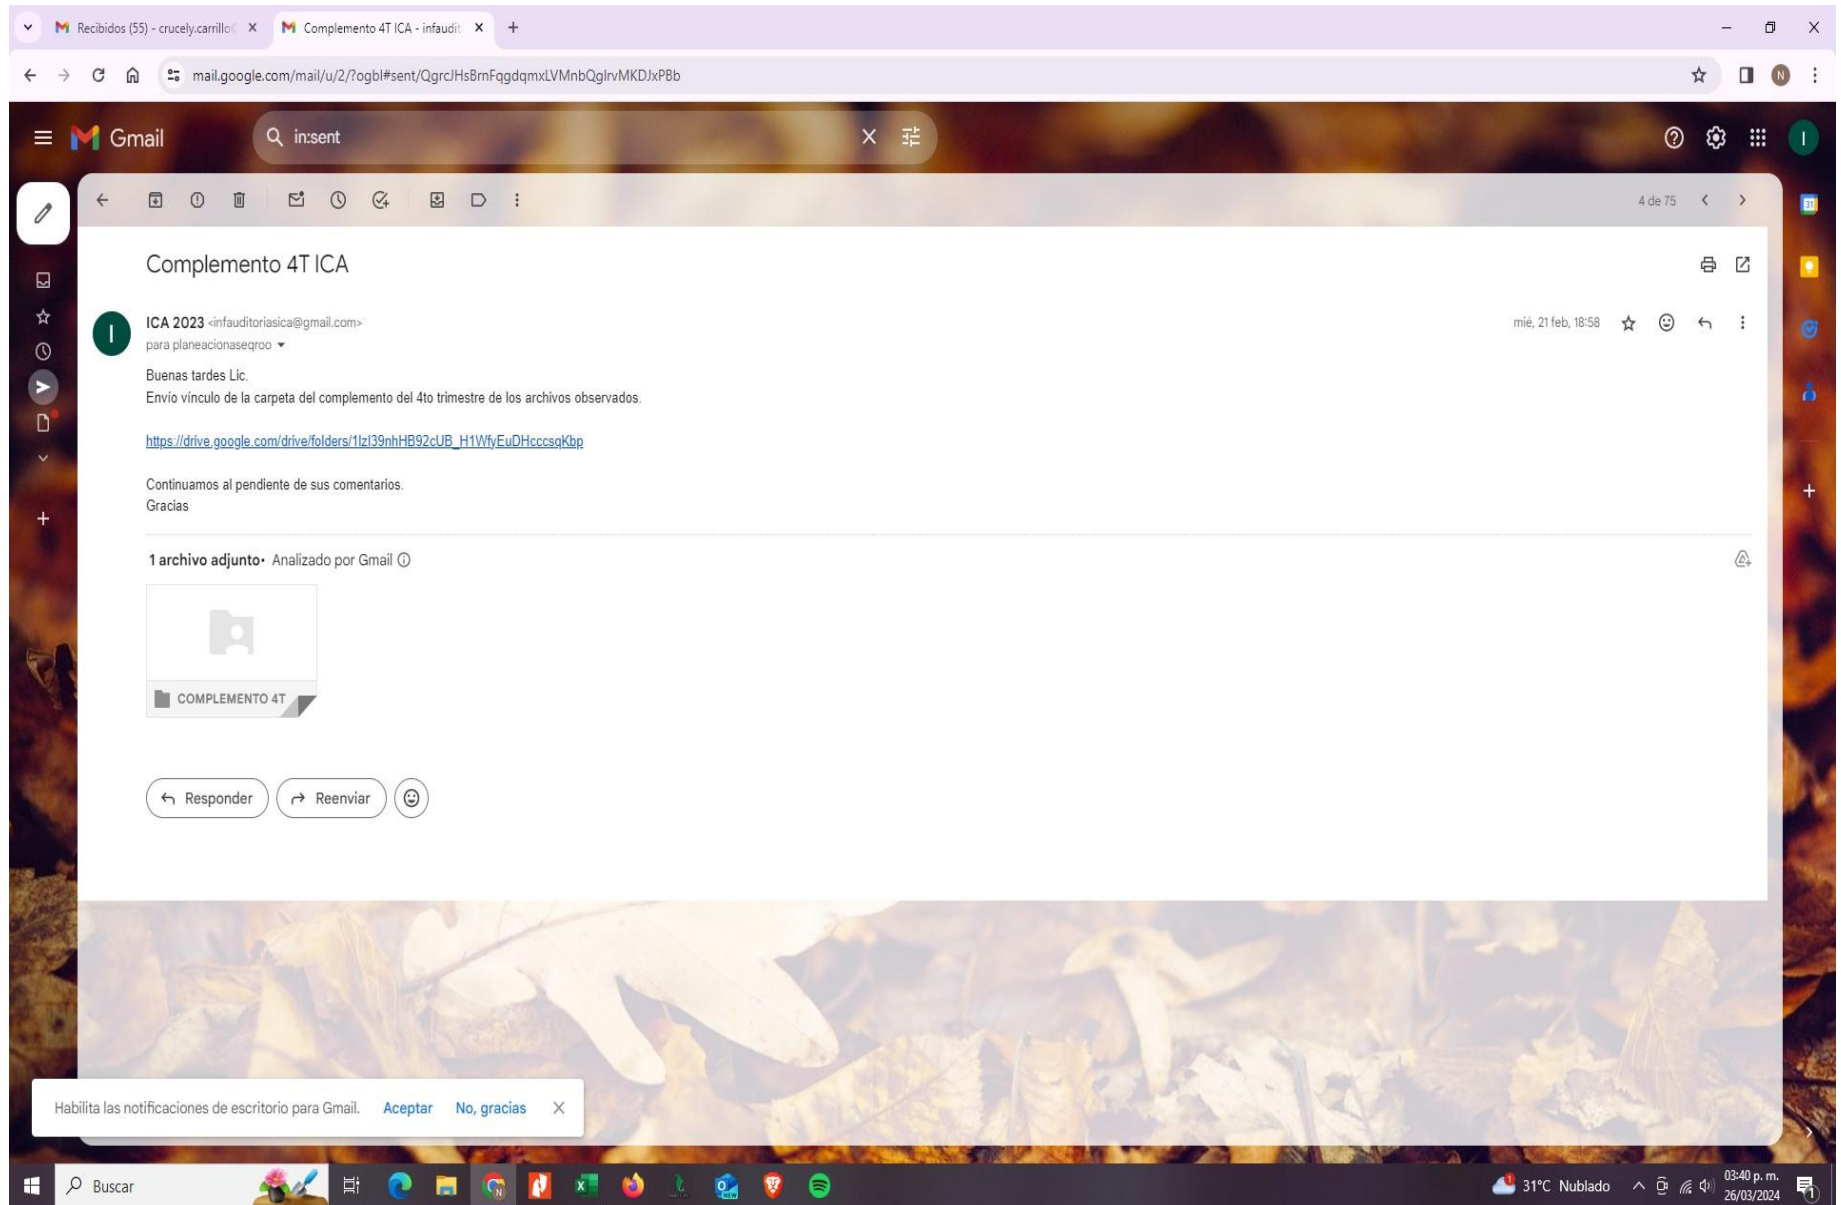 Recibidos (55) - crucely.carrillo
Complemento 4T ICA - infaudit
mail.google.com/mail/u/2/?ogbl#sent/QgrcJHsBrnFqgdqmxLVMnbQglrvMKDJxPBb
N
Gmail
in:sent
I
4 de 75
31
Complemento 4T ICA
I
ICA 2023 <infauditoriasica@gmail.com>
mié, 21 feb, 18:58
para planeacionaseqroo
Buenas tardes Lic.
Envío vínculo de la carpeta del complemento del 4to trimestre de los archivos observados.
https://drive.google.com/drive/folders/1IzI39nhHB92cUB_H1WfyEuDHcccsqKbp
Continuamos al pendiente de sus comentarios.
Gracias
1 archivo adjunto• Analizado por Gmail
COMPLEMENTO 4T
Responder
Reenviar
Habilita las notificaciones de escritorio para Gmail. Aceptar No, gracias
Buscar
31°C Nublado
03:40 p. m.
26/03/2024
1